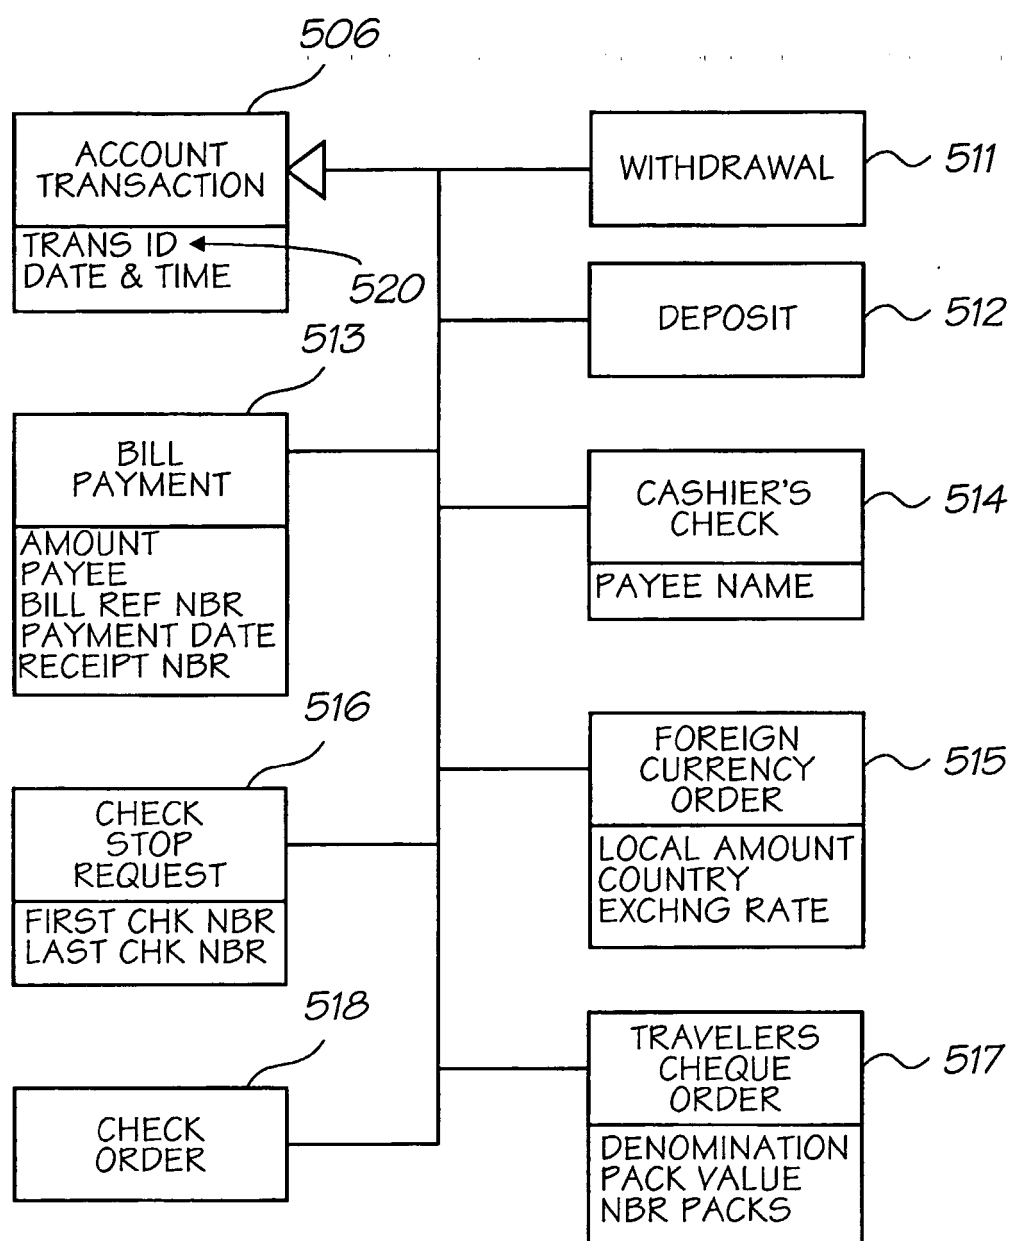 506
ACCOUNT
TRANSACTION
TRANS ID
DATE & TIME
520
WITHDRAWAL
511
DEPOSIT
512
513
BILL
PAYMENT
AMOUNT
PAYEE
BILL REF NBR
PAYMENT DATE
RECEIPT NBR
CASHIER'S
CHECK
PAYEE NAME
514
516
CHECK
STOP
REQUEST
FIRST CHK NBR
LAST CHK NBR
FOREIGN
CURRENCY
ORDER
LOCAL AMOUNT
COUNTRY
EXCHNG RATE
515
518
CHECK
ORDER
TRAVELERS
CHEQUE
ORDER
DENOMINATION
PACK VALUE
NBR PACKS
517